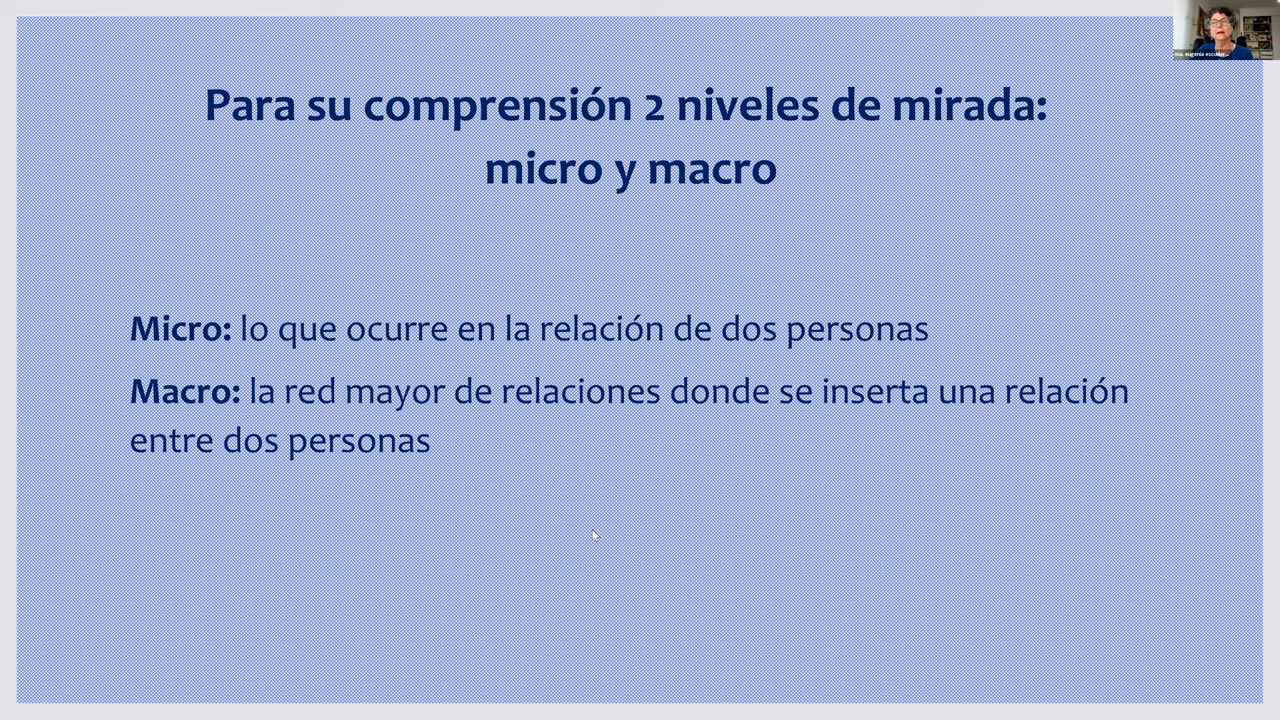 Para su comprensión 2 niveles de mirada:
micro y macro
Micro: lo que ocurre en la relación de dos personas
Macro: la red mayor de relaciones donde se inserta una relación
entre dos personas